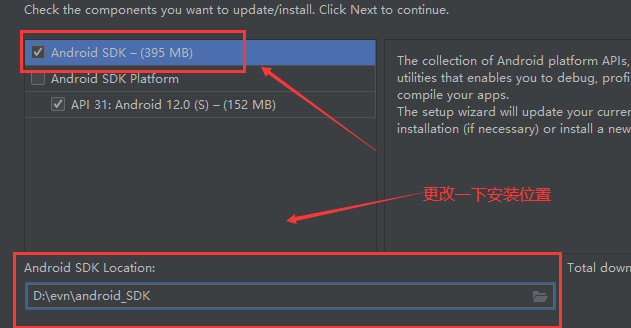 Check the components you want to update/install. Click Next to continue.
Android SDK – (395 MB)
Android SDK Platform
API 31: Android 12.0 (S) – (152 MB)
The collection of Android platform APIs,
utilities that enables you to debug, profi
compile your apps.
The setup wizard will update your curre
installation (if necessary) or install a new
更改一下安装位置
Android SDK Location:
Total down
D:\evn\android_SDK